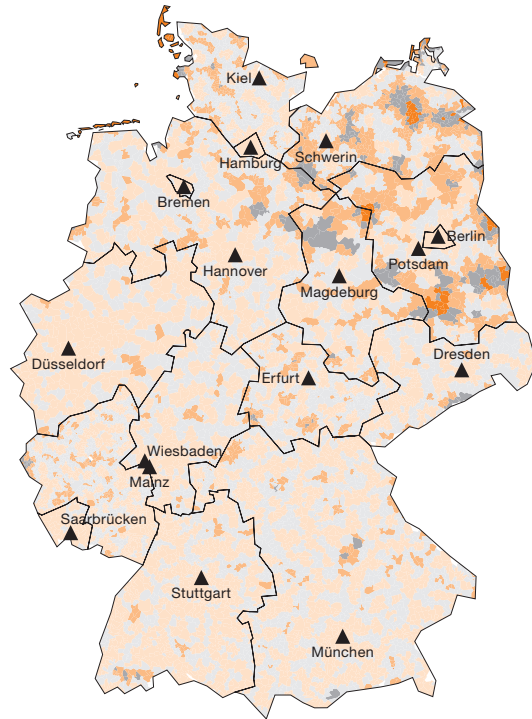 Kiel
Hamburg
Schwerin
Bremen
Berlin
Hannover
Potsdam
Magdeburg
Düsseldorf
Dresden
Erfurt
Wiesbaden
Mainz
Saarbrücken
Stuttgart
München